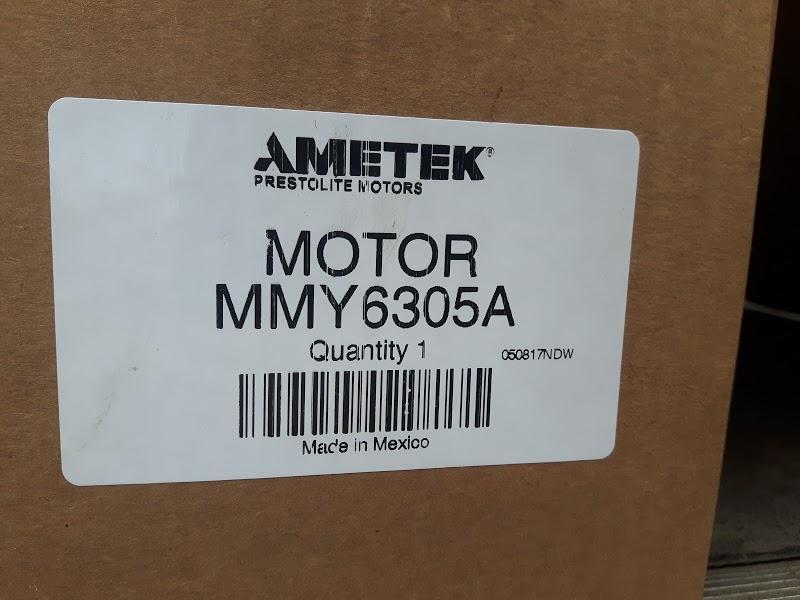 AMETEK®
PRESTOLITE MOTORS
MOTOR
MMY6305A
Quantity 1
050817NDW
Made in Mexico